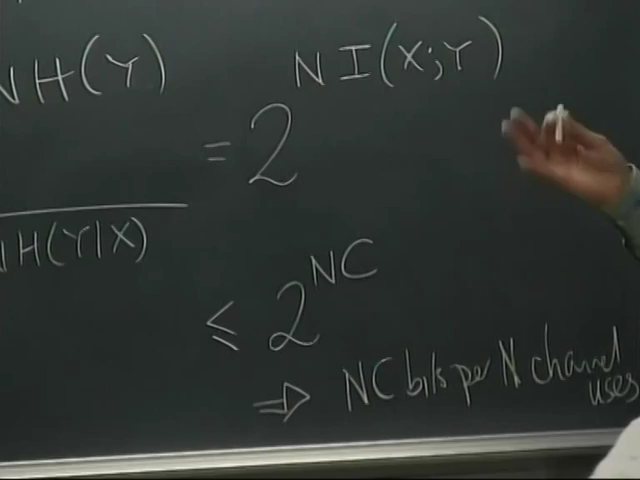 NH(Y)
NI(X;Y)
= 2
NH(Y|X)
≤ 2^NC
⇒ NC bits per N channel
uses